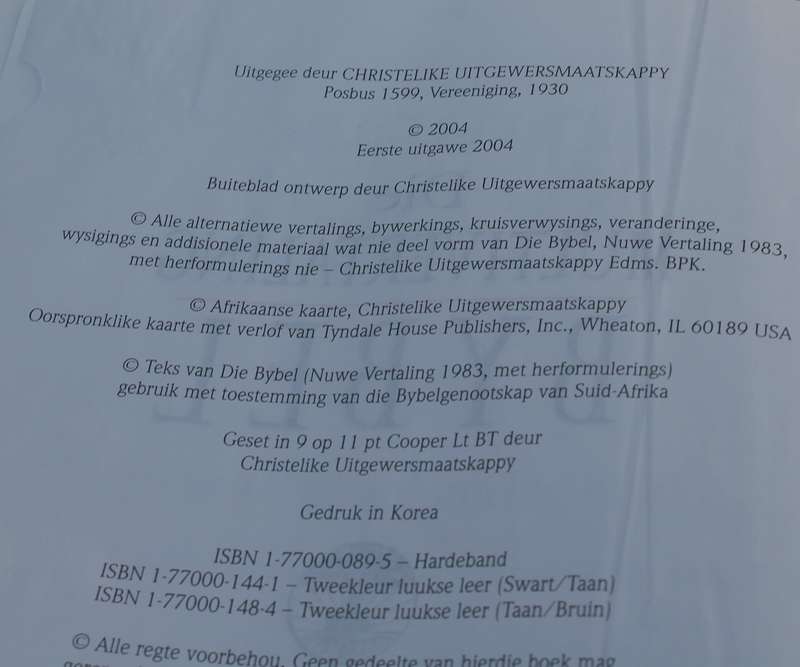 Uitgegee deur CHRISTELIKE UITGEWERSMAATSKAPPY
Posbus 1599, Vereeniging, 1930
© 2004
Eerste uitgawe 2004
Buiteblad ontwerp deur Christelike Uitgewersmaatskappy
© Alle alternatiewe vertalings, bywerkings, kruisverwysings, veranderinge,
wysigings en addisionele materiaal wat nie deel vorm van Die Bybel, Nuwe Vertaling 1983,
met herformulerings nie – Christelike Uitgewersmaatskappy Edms. BPK.
© Afrikaanse kaarte, Christelike Uitgewersmaatskappy
Oorspronklike kaarte met verlof van Tyndale House Publishers, Inc., Wheaton, IL 60189 USA
© Teks van Die Bybel (Nuwe Vertaling 1983, met herformulerings)
gebruik met toestemming van die Bybelgenootskap van Suid-Afrika
Geset in 9 op 11 pt Cooper Lt BT deur
Christelike Uitgewersmaatskappy
Gedruk in Korea
ISBN 1-77000-089-5 – Hardeband
ISBN 1-77000-144-1 – Tweekleur luukse leer (Swart/Taan)
ISBN 1-77000-148-4 – Tweekleur luukse leer (Taan/Bruin)
© Alle regte voorbehou. Geen gedeelte van hierdie boek mag